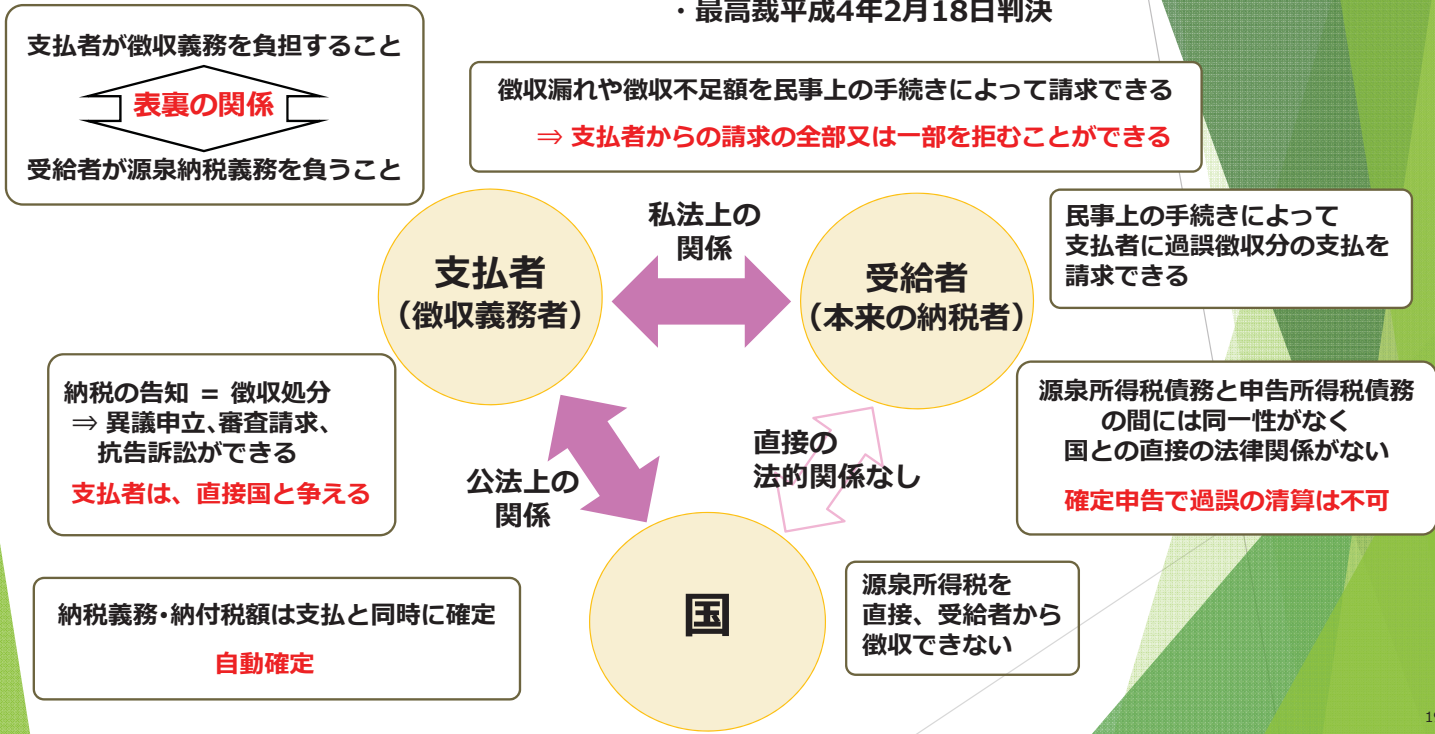 ・最高裁平成4年2月18日判決
支払者が徴収義務を負担すること
表裏の関係
受給者が源泉納税義務を負うこと
徴収漏れや徴収不足額を民事上の手続きによって請求できる
⇒ 支払者からの請求の全部又は一部を拒むことができる
私法上の
関係
支払者
（徴収義務者）
受給者
（本来の納税者）
民事上の手続きによって
支払者に過誤徴収分の支払を
請求できる
納税の告知 = 徴収処分
⇒ 異議申立、審査請求、
抗告訴訟ができる
支払者は、直接国と争える
公法上の
関係
直接の
法的関係なし
源泉所得税債務と申告所得税債務
の間には同一性がなく
国との直接の法律関係がない
確定申告で過誤の清算は不可
納税義務・納付税額は支払と同時に確定
自動確定
国
源泉所得税を
直接、受給者から
徴収できない